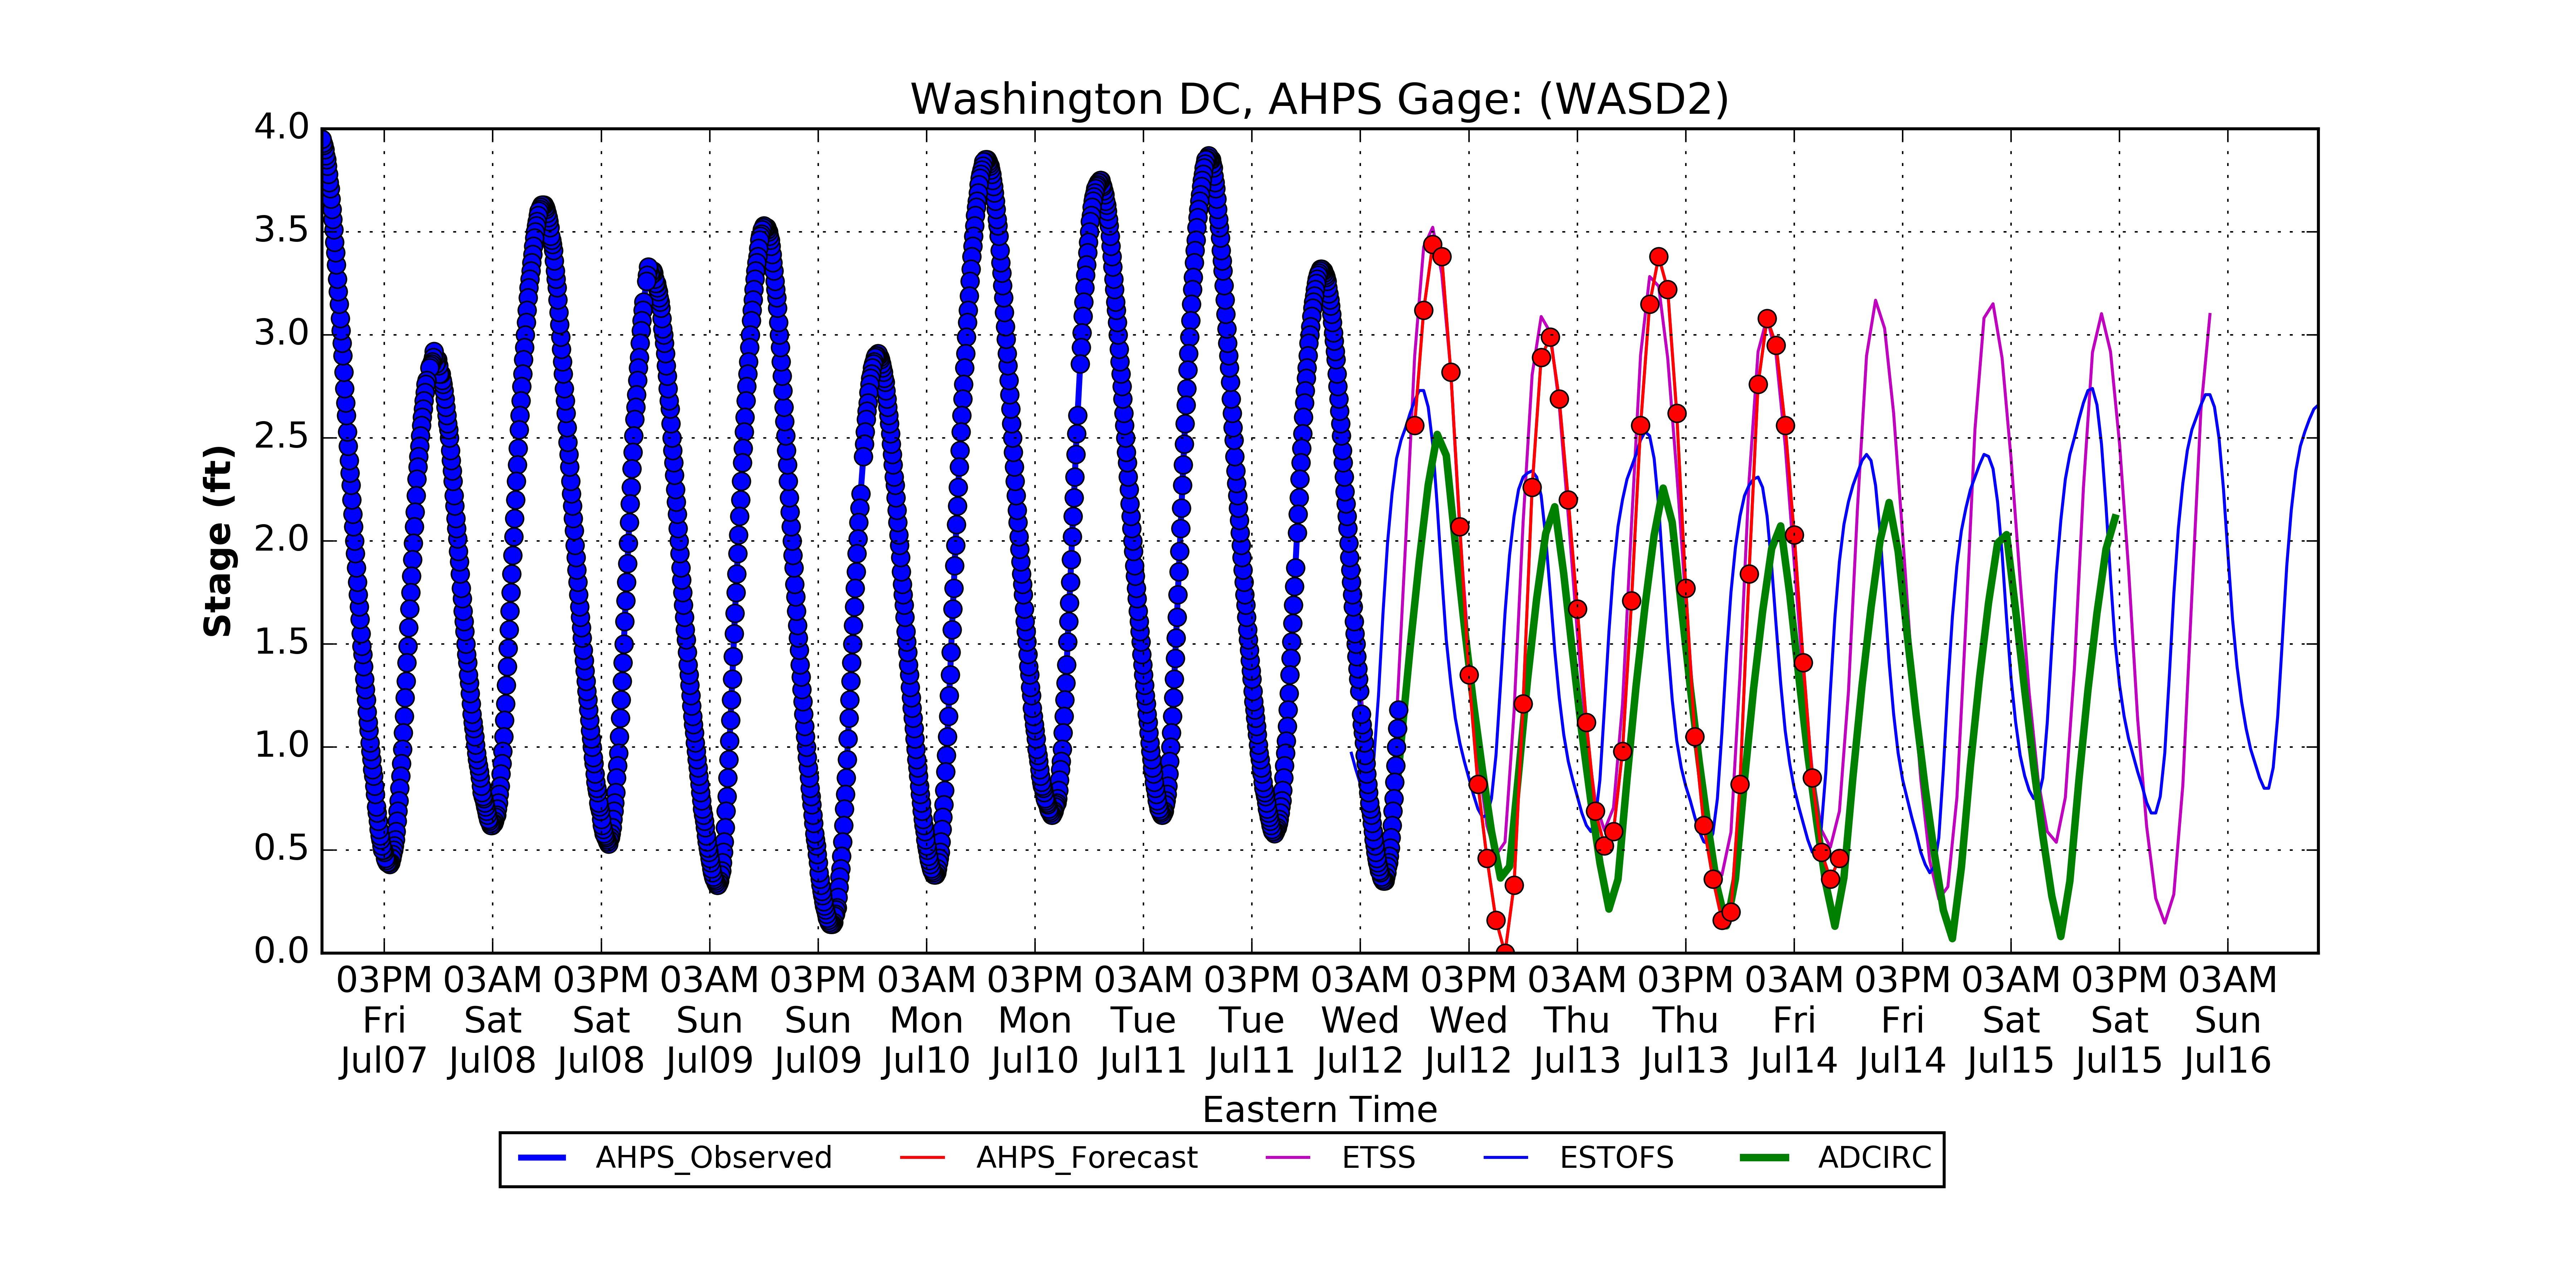 Washington DC, AHPS Gage: (WASD2)
4.0
3.5
3.0
2.5
2.0
1.5
1.0
0.5
0.0
Stage (ft)
03PM 03AM 03PM 03AM 03PM 03AM 03PM 03AM 03PM 03AM 03PM 03AM 03PM 03AM 03PM 03AM 03PM 03AM
Fri Sat Sat Sun Sun Mon Mon Tue Tue Wed Wed Thu Thu Fri Fri Sat Sat Sun
Jul07 Jul08 Jul08 Jul09 Jul09 Jul10 Jul10 Jul11 Jul11 Jul12 Jul12 Jul13 Jul13 Jul14 Jul14 Jul15 Jul15 Jul16
Eastern Time
AHPS_Observed AHPS_Forecast ETSS ESTOFS ADCIRC